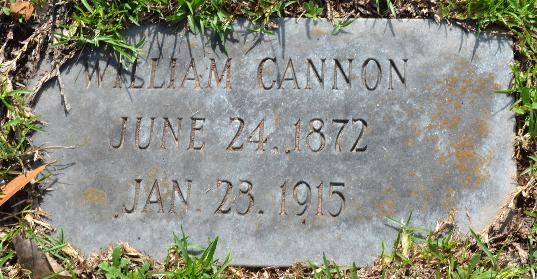 WILLIAM CANNON
JUNE 24, 1872
JAN. 23, 1915